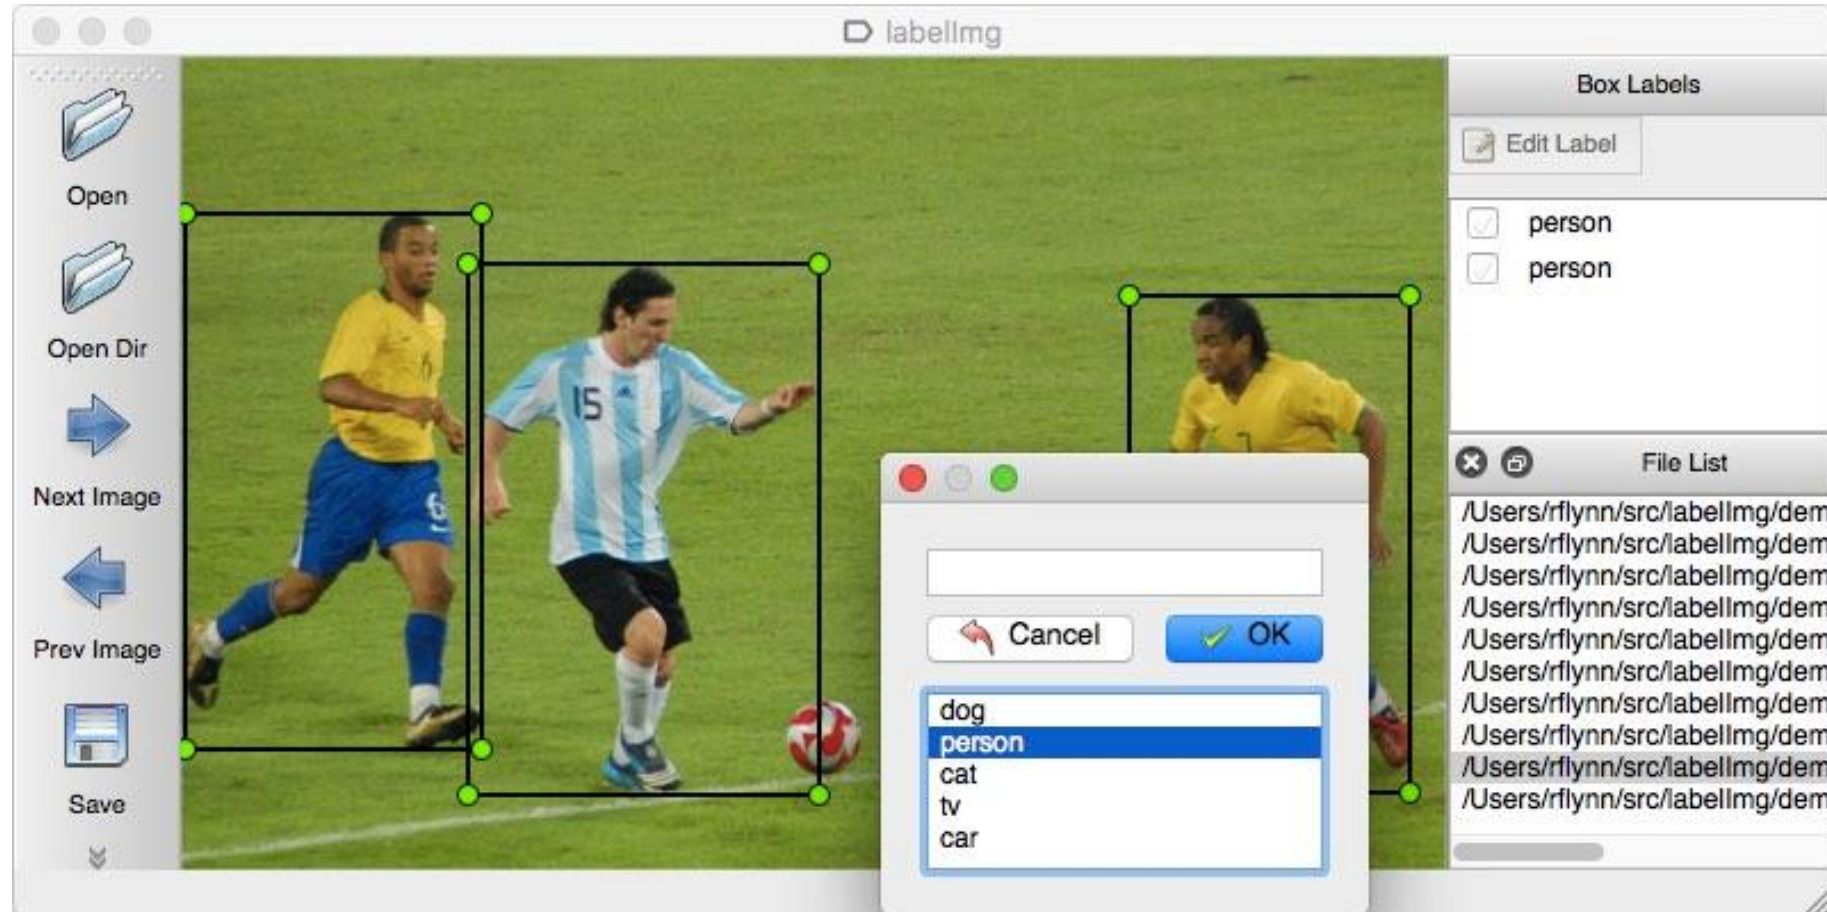 labelImg
Open
Open Dir
Next Image
Prev Image
Save
15
6
6
7
Cancel
OK
dog
person
cat
tv
car
Box Labels
Edit Label
person
person
File List
/Users/rflynn/src/labelImg/dem
/Users/rflynn/src/labelImg/dem
/Users/rflynn/src/labelImg/dem
/Users/rflynn/src/labelImg/dem
/Users/rflynn/src/labelImg/dem
/Users/rflynn/src/labelImg/dem
/Users/rflynn/src/labelImg/dem
/Users/rflynn/src/labelImg/dem
/Users/rflynn/src/labelImg/dem
/Users/rflynn/src/labelImg/dem